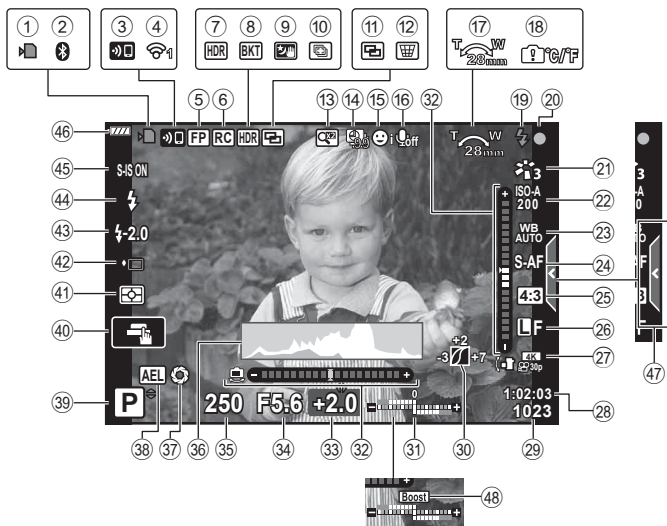 ① ② ③ ④ ⑦ ⑧ ⑨ ⑩ ⑪ ⑫ ⑰ ⑱
1 HDR BKT T W 28mm °C/°F
⑤ ⑥ ⑬ ⑭ ⑮ ⑯ ㉜ ⑲ ⑳
㊻ FP RC HDR x2 i off T W 28mm
㊺ S-IS ON 3 ㉑
㊹ ISO-A 200 ㉒
㊸ -2.0 WB AUTO ㉓
㊷ S-AF ㉔
㊶ 4:3 ㉕
㊵ L F ㉖
+2 -3 +7 4K 30p ㉗
AEL 1:02:03 ㉘
㊴ P 250 F5.6 +2.0 0 1023
㊳ ㊲ ㊱ ㉟ ㉞ ㉝ ㉜ ㉛ ㉚ ㉙
Boost ㊽
㊼